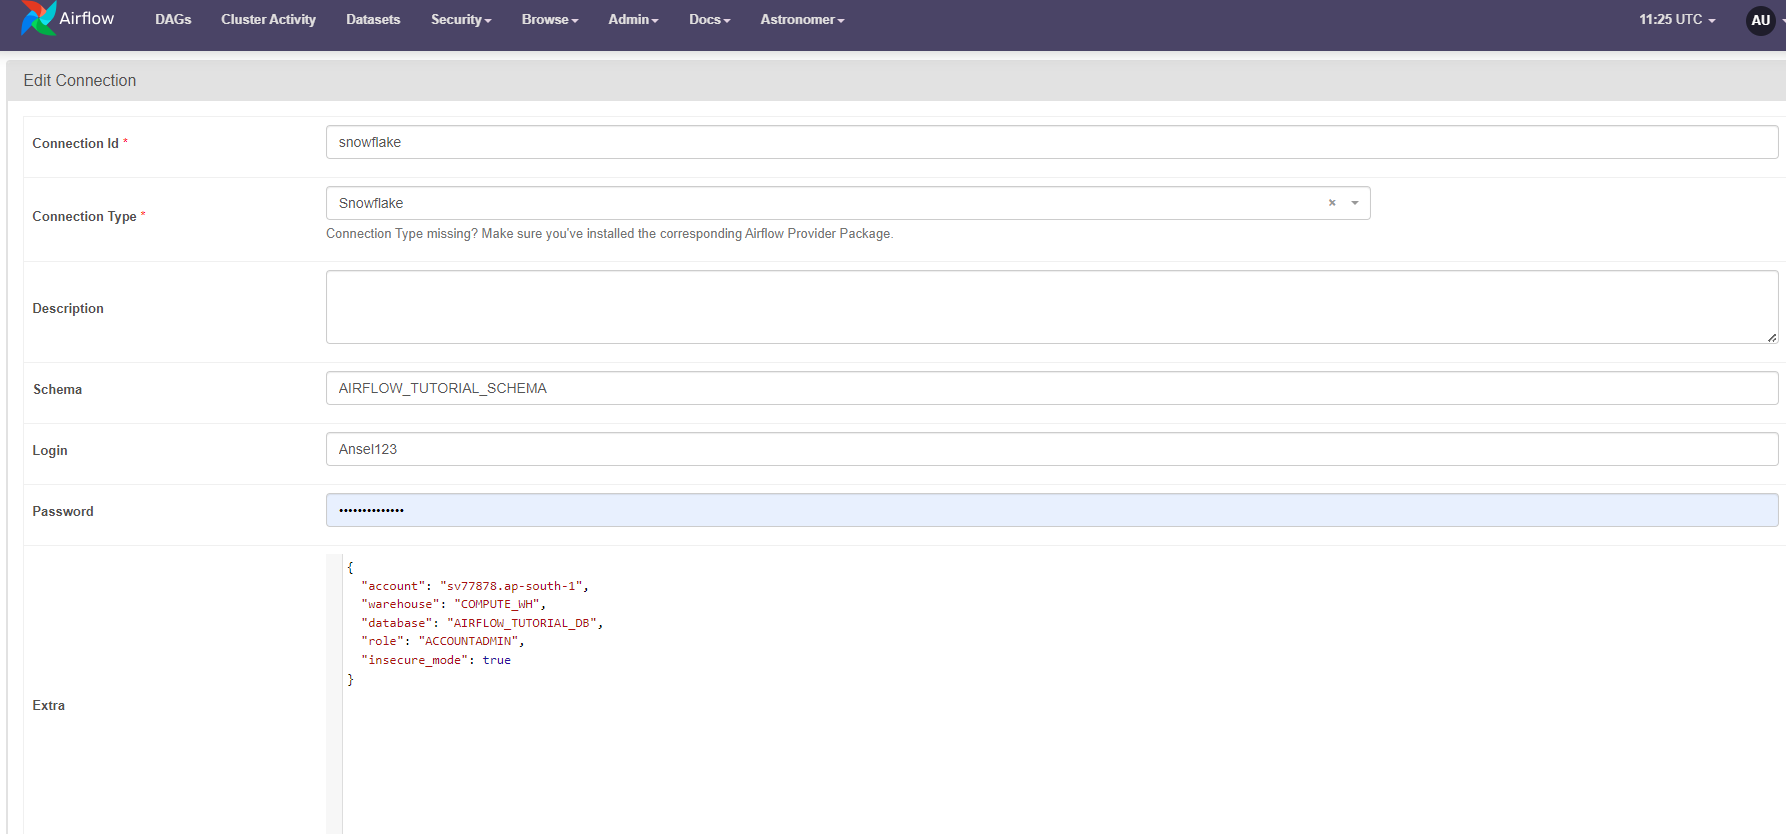 Airflow DAGs Cluster Activity Datasets Security Browse Admin Docs Astronomer 11:25 UTC AU
Edit Connection
Connection Id *
snowflake
Connection Type *
Snowflake
Connection Type missing? Make sure you've installed the corresponding Airflow Provider Package.
Description
Schema
AIRFLOW_TUTORIAL_SCHEMA
Login
Ansel123
Password
••••••••••••••
Extra
{
"account": "sv77878.ap-south-1",
"warehouse": "COMPUTE_WH",
"database": "AIRFLOW_TUTORIAL_DB",
"role": "ACCOUNTADMIN",
"insecure_mode": true
}